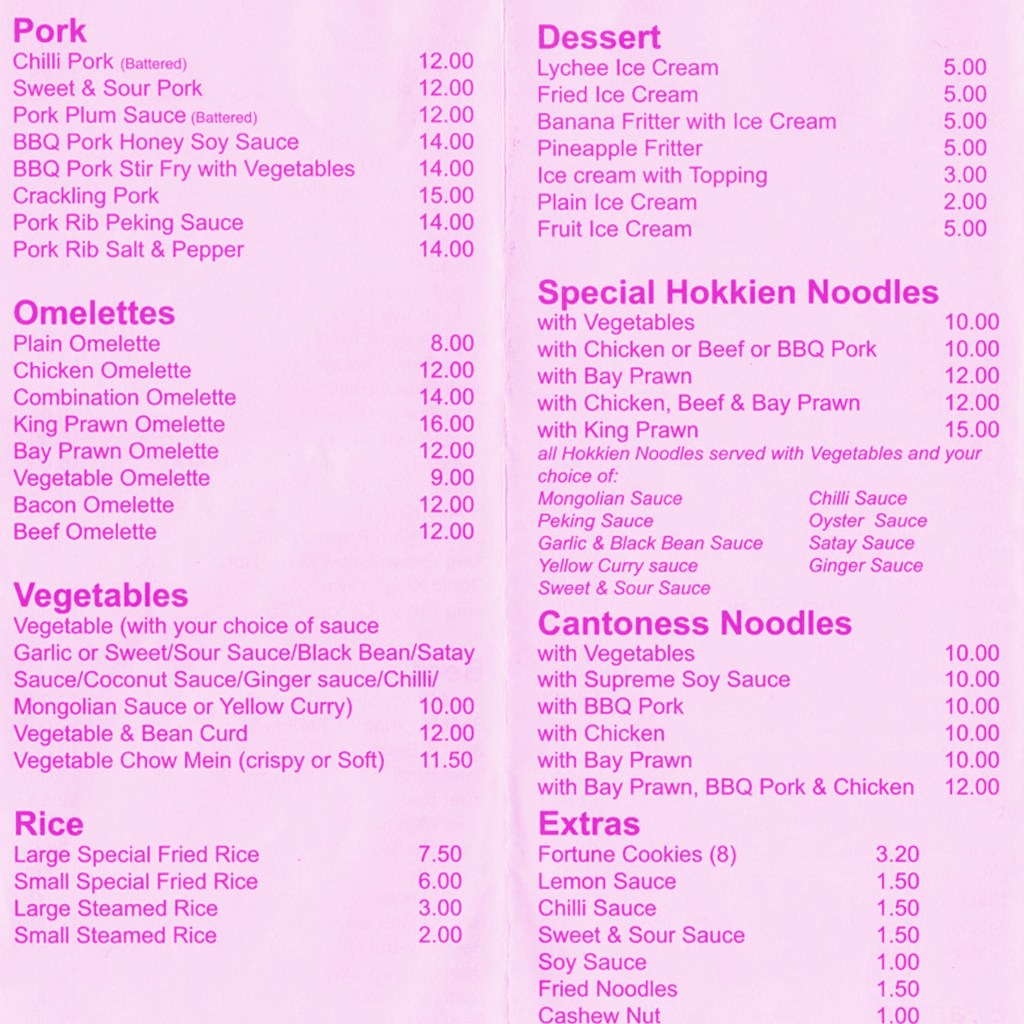 Pork
Chilli Pork (Battered) 12.00
Sweet & Sour Pork 12.00
Pork Plum Sauce (Battered) 12.00
BBQ Pork Honey Soy Sauce 14.00
BBQ Pork Stir Fry with Vegetables 14.00
Crackling Pork 15.00
Pork Rib Peking Sauce 14.00
Pork Rib Salt & Pepper 14.00
Omelettes
Plain Omelette 8.00
Chicken Omelette 12.00
Combination Omelette 14.00
King Prawn Omelette 16.00
Bay Prawn Omelette 12.00
Vegetable Omelette 9.00
Bacon Omelette 12.00
Beef Omelette 12.00
Vegetables
Vegetable (with your choice of sauce
Garlic or Sweet/Sour Sauce/Black Bean/Satay
Sauce/Coconut Sauce/Ginger sauce/Chilli/
Mongolian Sauce or Yellow Curry) 10.00
Vegetable & Bean Curd 12.00
Vegetable Chow Mein (crispy or Soft) 11.50
Rice
Large Special Fried Rice 7.50
Small Special Fried Rice 6.00
Large Steamed Rice 3.00
Small Steamed Rice 2.00
Dessert
Lychee Ice Cream 5.00
Fried Ice Cream 5.00
Banana Fritter with Ice Cream 5.00
Pineapple Fritter 5.00
Ice cream with Topping 3.00
Plain Ice Cream 2.00
Fruit Ice Cream 5.00
Special Hokkien Noodles
with Vegetables 10.00
with Chicken or Beef or BBQ Pork 10.00
with Bay Prawn 12.00
with Chicken, Beef & Bay Prawn 12.00
with King Prawn 15.00
all Hokkien Noodles served with Vegetables and your
choice of:
Mongolian Sauce Chilli Sauce
Peking Sauce Oyster Sauce
Garlic & Black Bean Sauce Satay Sauce
Yellow Curry sauce Ginger Sauce
Sweet & Sour Sauce
Cantoness Noodles
with Vegetables 10.00
with Supreme Soy Sauce 10.00
with BBQ Pork 10.00
with Chicken 10.00
with Bay Prawn 10.00
with Bay Prawn, BBQ Pork & Chicken 12.00
Extras
Fortune Cookies (8) 3.20
Lemon Sauce 1.50
Chilli Sauce 1.50
Sweet & Sour Sauce 1.50
Soy Sauce 1.00
Fried Noodles 1.50
Cashew Nut 1.00